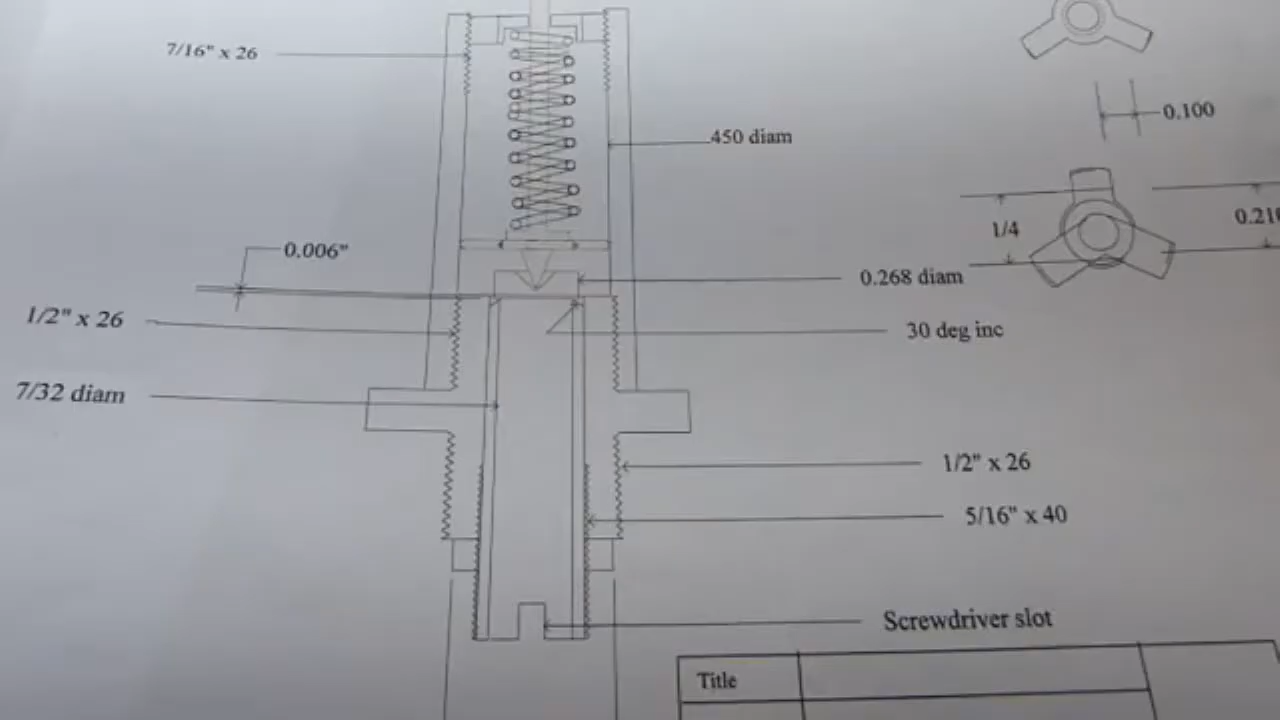 7/16" x 26
0.100
.450 diam
1/4
0.006"
0.268 diam
1/2" x 26
30 deg inc
7/32 diam
1/2" x 26
5/16" x 40
Screwdriver slot
Title